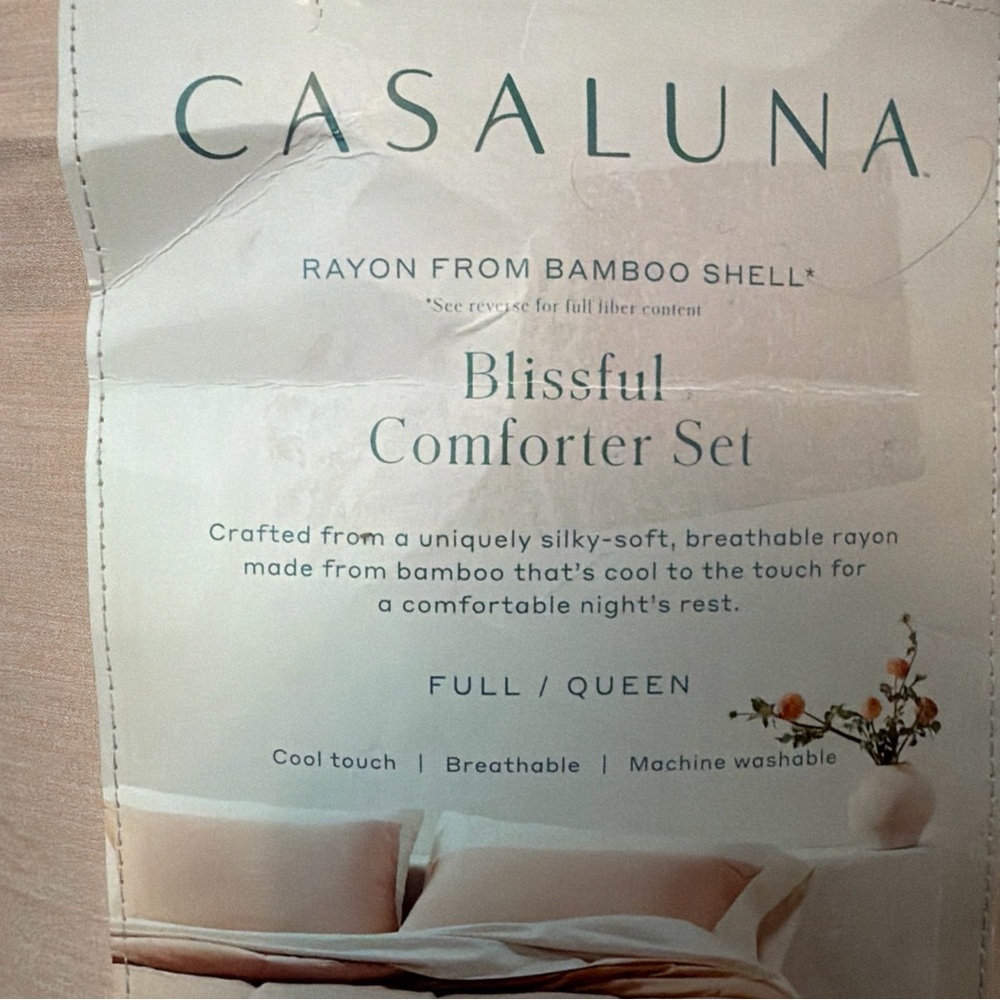 CASALUNA™
RAYON FROM BAMBOO SHELL*
*See reverse for full fiber content
Blissful
Comforter Set
Crafted from a uniquely silky-soft, breathable rayon
made from bamboo that's cool to the touch for
a comfortable night's rest.
FULL / QUEEN
Cool touch | Breathable | Machine washable